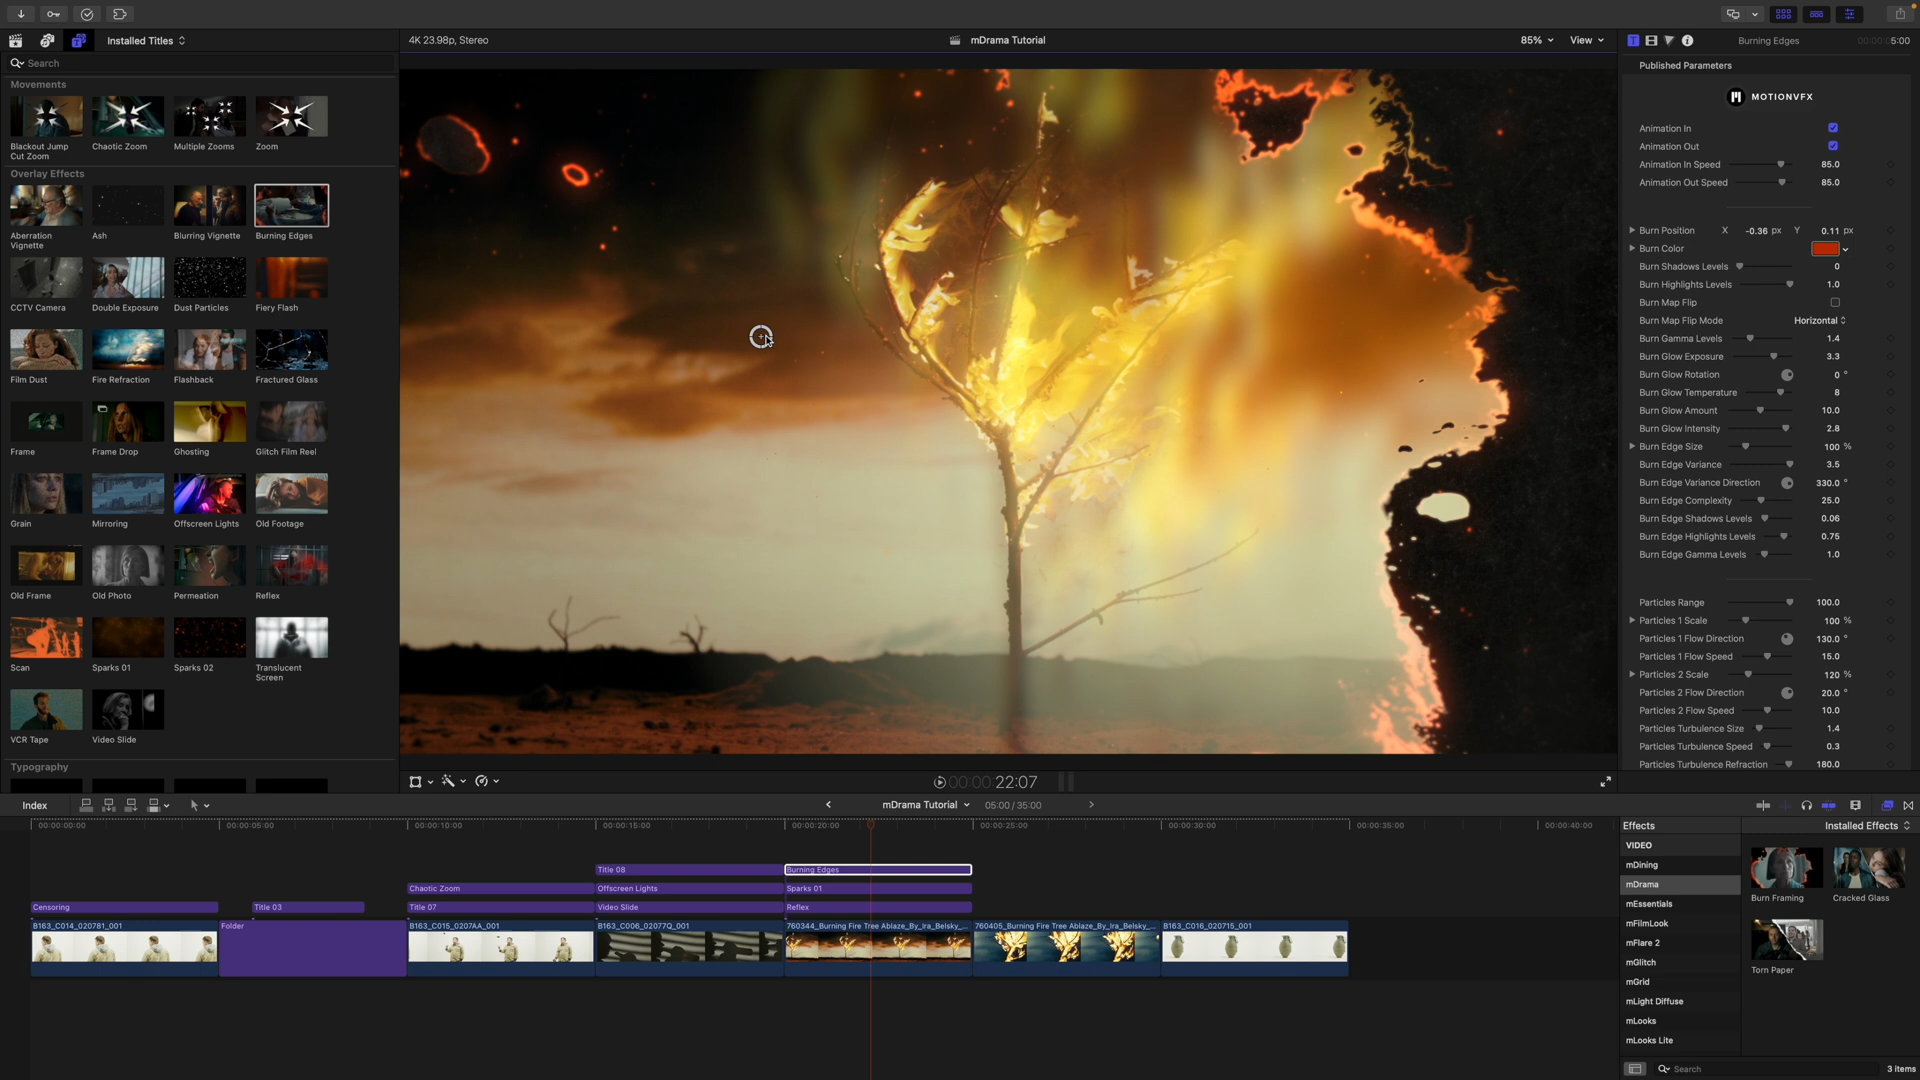 Installed Titles
4K 23.98p, Stereo
mDrama Tutorial
85%
View
Burning Edges
00:00:05:00
Search
Published Parameters
Movements
MOTIONVFX
Blackout Jump Cut Zoom
Chaotic Zoom
Multiple Zooms
Zoom
Animation In
Animation Out
Animation In Speed 85.0
Animation Out Speed 85.0
Overlay Effects
Aberration Vignette
Ash
Blurring Vignette
Burning Edges
CCTV Camera
Double Exposure
Dust Particles
Fiery Flash
Film Dust
Fire Refraction
Flashback
Fractured Glass
Frame
Frame Drop
Ghosting
Glitch Film Reel
Grain
Mirroring
Offscreen Lights
Old Footage
Old Frame
Old Photo
Permeation
Reflex
Scan
Sparks 01
Sparks 02
Translucent Screen
VCR Tape
Video Slide
Typography
Burn Position X -0.36 px Y 0.11 px
Burn Color
Burn Shadows Levels 0
Burn Highlights Levels 1.0
Burn Map Flip
Burn Map Flip Mode Horizontal
Burn Gamma Levels 1.4
Burn Glow Exposure 3.3
Burn Glow Rotation 0 °
Burn Glow Temperature 8
Burn Glow Amount 10.0
Burn Glow Intensity 2.8
Burn Edge Size 100 %
Burn Edge Variance 3.5
Burn Edge Variance Direction 330.0 °
Burn Edge Complexity 25.0
Burn Edge Shadows Levels 0.06
Burn Edge Highlights Levels 0.75
Burn Edge Gamma Levels 1.0
Particles Range 100.0
Particles 1 Scale 100 %
Particles 1 Flow Direction 130.0 °
Particles 1 Flow Speed 15.0
Particles 2 Scale 120 %
Particles 2 Flow Direction 20.0 °
Particles 2 Flow Speed 10.0
Particles Turbulence Size 1.4
Particles Turbulence Speed 0.3
Particles Turbulence Refraction 180.0
00:00:22:07
Index
mDrama Tutorial
05:00 / 35:00
00:00:00:00
00:00:05:00
00:00:10:00
00:00:15:00
00:00:20:00
00:00:25:00
00:00:30:00
00:00:35:00
00:00:40:00
Title 08
Burning Edges
Chaotic Zoom
Offscreen Lights
Sparks 01
Censoring
Title 03
Title 07
Video Slide
Reflex
B163_C014_020781_001
Folder
B163_C015_0207AA_001
B163_C006_02077Q_001
760344_Burning Fire Tree Ablaze_By_Ira_Belsky_...
760405_Burning Fire Tree Ablaze_By_Ira_Belsky_...
B163_C016_020715_001
Effects
Installed Effects
VIDEO
mDining
mDrama
mEssentials
mFilmLook
mFlare 2
mGlitch
mGrid
mLight Diffuse
mLooks
mLooks Lite
Burn Framing
Cracked Glass
Torn Paper
Search
3 items